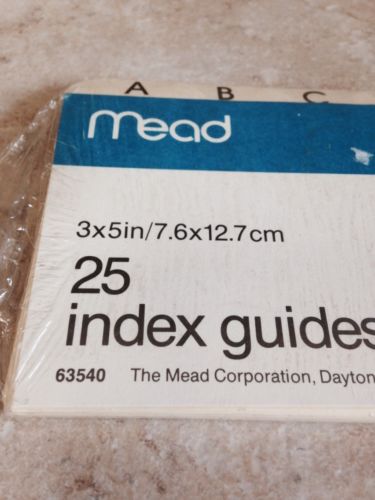 A B C
mead
3x5in/7.6x12.7cm
25
index guides
63540 The Mead Corporation, Dayton